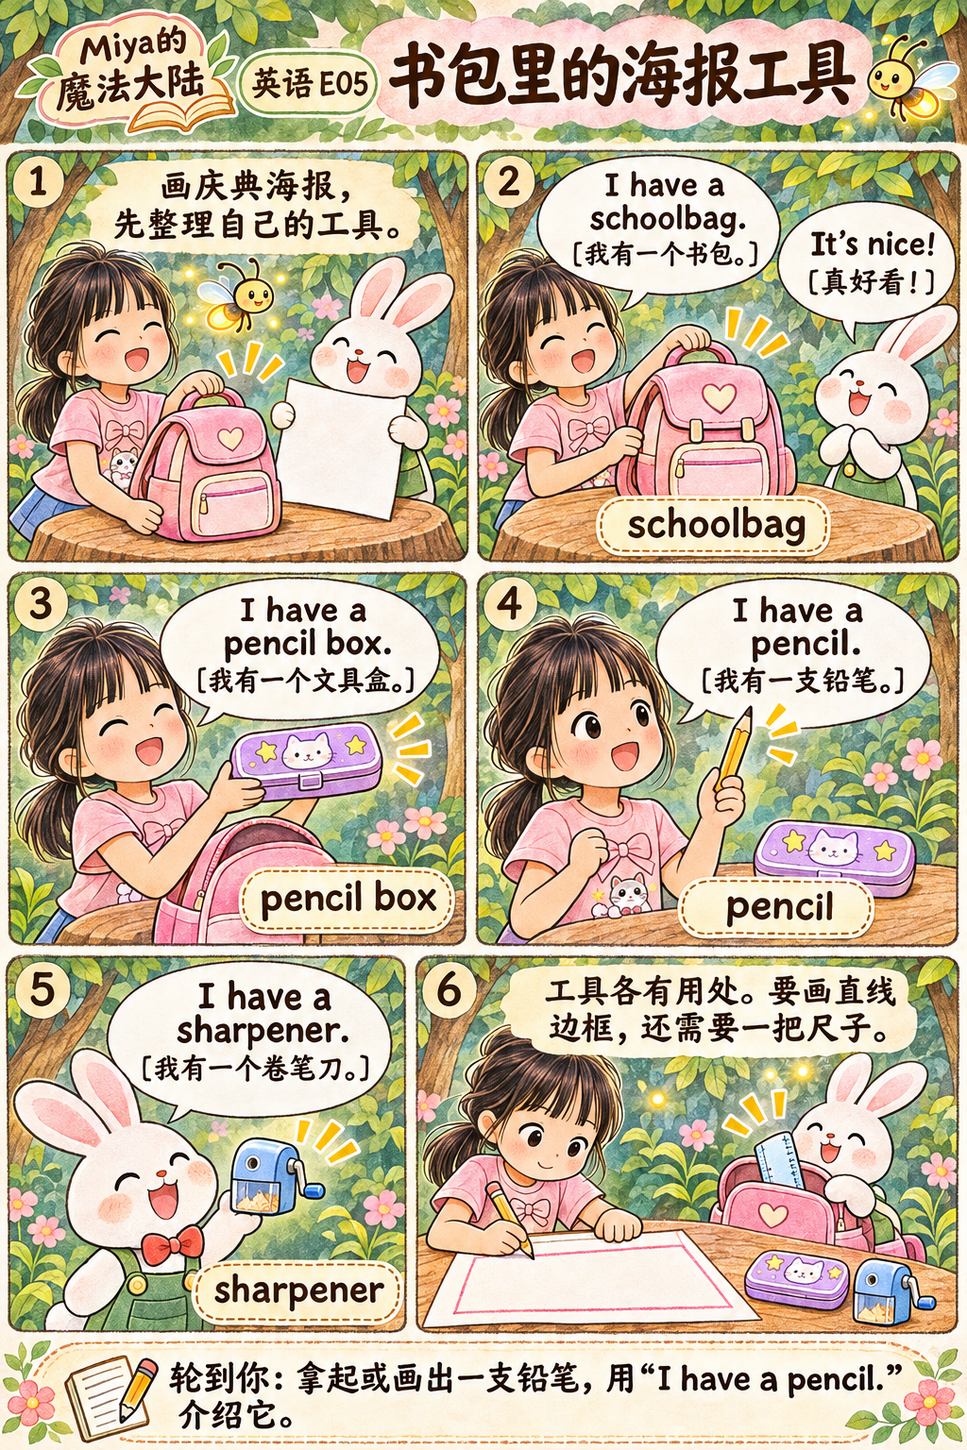 Miya的
魔法大陆
英语 E05
书包里的海报工具
1
画庆典海报，
先整理自己的工具。
2
I have a
schoolbag.
[我有一个书包。]
It's nice!
[真好看！]
schoolbag
3
I have a
pencil box.
[我有一个文具盒。]
pencil box
4
I have a
pencil.
[我有一支铅笔。]
pencil
5
I have a
sharpener.
[我有一个卷笔刀。]
sharpener
6
工具各有用处。要画直线
边框，还需要一把尺子。
轮到你：拿起或画出一支铅笔，用“I have a pencil.”
介绍它。